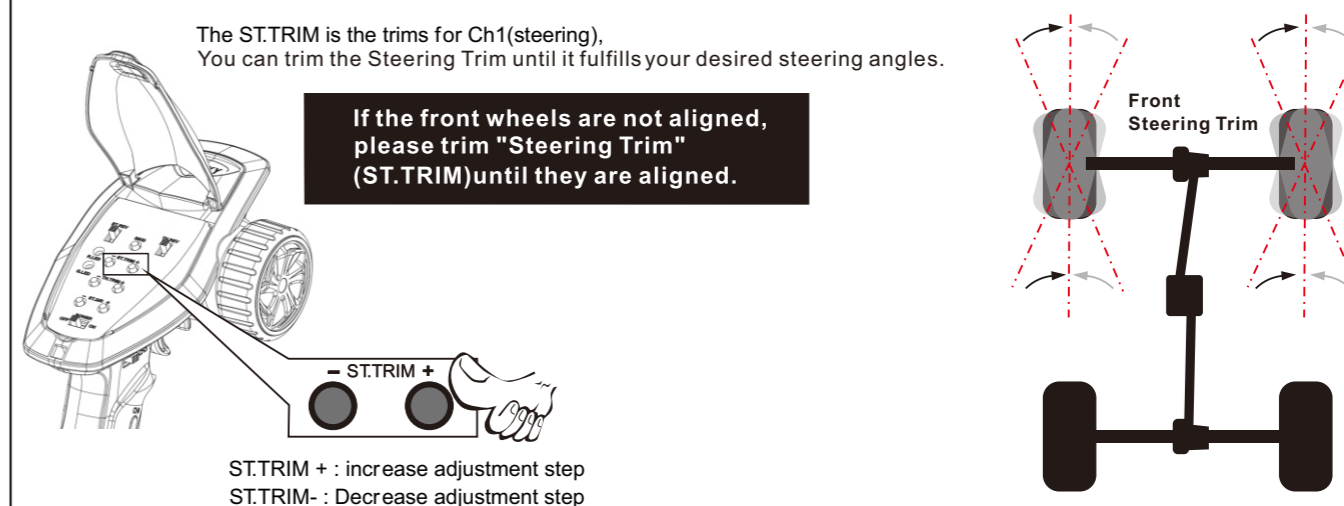 The ST.TRIM is the trims for Ch1(steering),
You can trim the Steering Trim until it fulfills your desired steering angles.
If the front wheels are not aligned,
please trim "Steering Trim"
(ST.TRIM)until they are aligned.
Front
Steering Trim
– ST.TRIM +
ST.TRIM + : increase adjustment step
ST.TRIM- : Decrease adjustment step